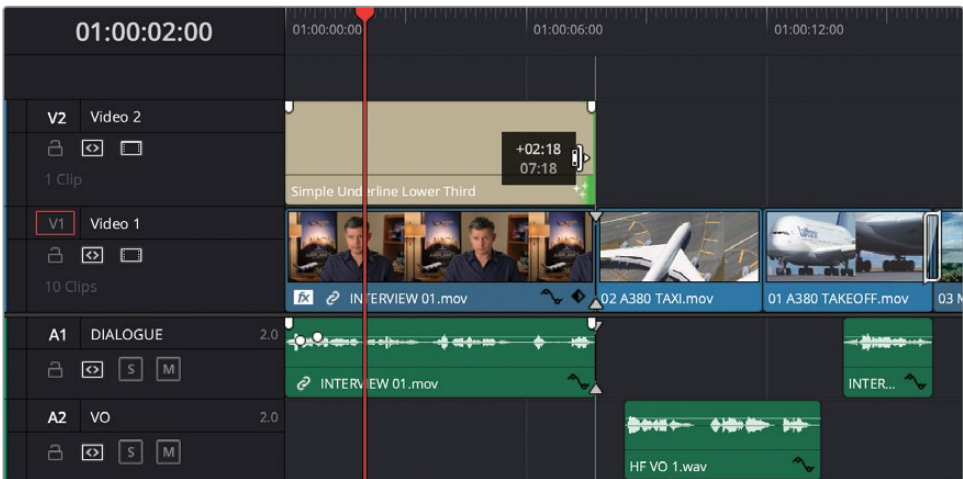 01:00:02:00
01:00:00:00
01:00:06:00
01:00:12:00
V2 Video 2
1 Clip
+02:18
07:18
Simple Underline Lower Third
V1 Video 1
10 Clips
fx INTERVIEW 01.mov
02 A380 TAXI.mov
01 A380 TAKEOFF.mov
03
A1 DIALOGUE 2.0
S M
INTERVIEW 01.mov
INTER...
A2 VO 2.0
S M
HF VO 1.wav